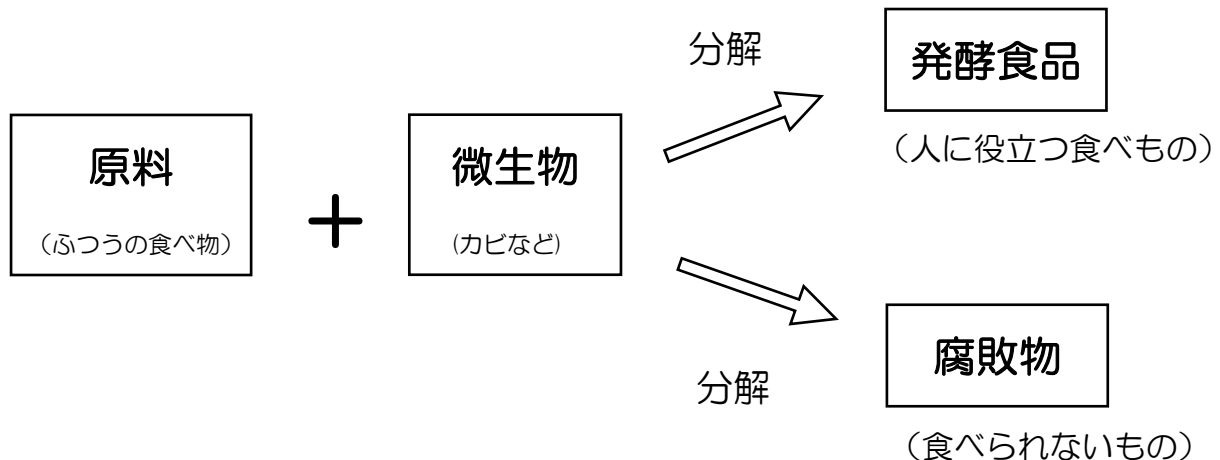 原料
（ふつうの食べ物）
＋
微生物
(カビなど)
分解
発酵食品
（人に役立つ食べもの）
分解
腐敗物
（食べられないもの）